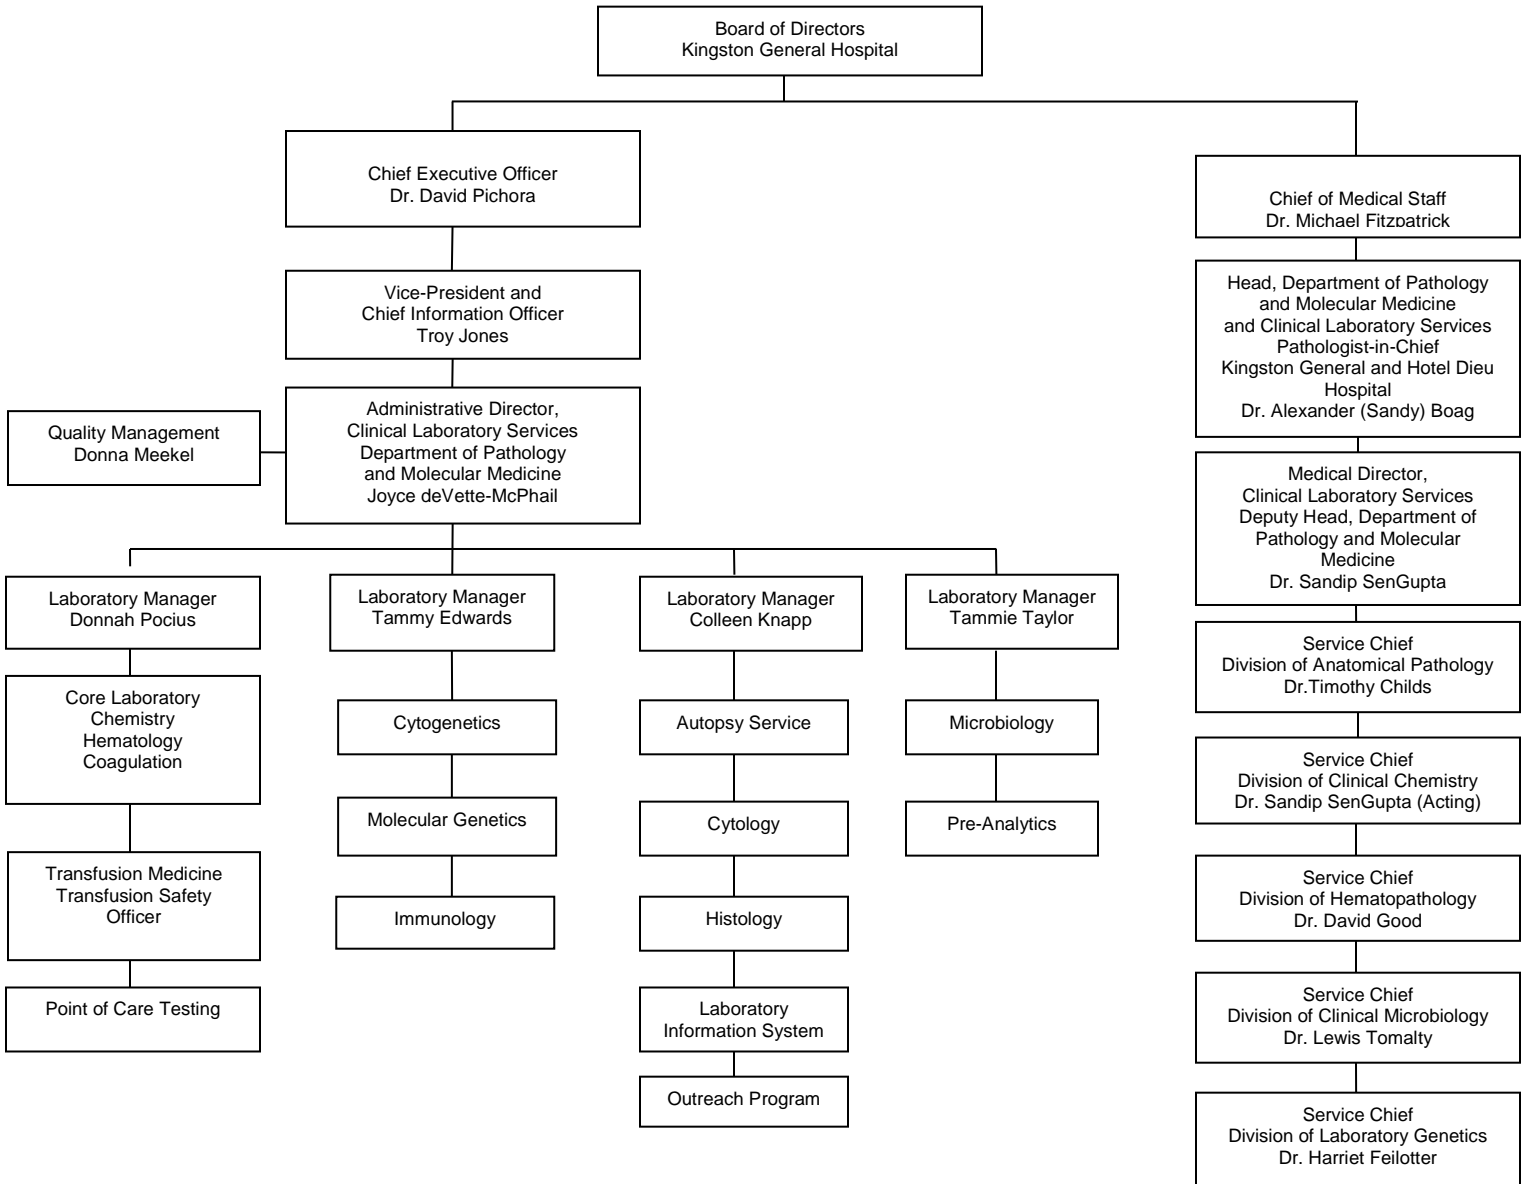 Board of Directors
Kingston General Hospital
Chief Executive Officer
Dr. David Pichora
Chief of Medical Staff
Dr. Michael Fitzpatrick
Vice-President and
Chief Information Officer
Troy Jones
Head, Department of Pathology
and Molecular Medicine
and Clinical Laboratory Services
Pathologist-in-Chief
Kingston General and Hotel Dieu
Hospital
Dr. Alexander (Sandy) Boag
Quality Management
Donna Meekel
Administrative Director,
Clinical Laboratory Services
Department of Pathology
and Molecular Medicine
Joyce deVette-McPhail
Medical Director,
Clinical Laboratory Services
Deputy Head, Department of
Pathology and Molecular
Medicine
Dr. Sandip SenGupta
Laboratory Manager
Donnah Pocius
Laboratory Manager
Tammy Edwards
Laboratory Manager
Colleen Knapp
Laboratory Manager
Tammie Taylor
Service Chief
Division of Anatomical Pathology
Dr.Timothy Childs
Core Laboratory
Chemistry
Hematology
Coagulation
Cytogenetics
Autopsy Service
Microbiology
Service Chief
Division of Clinical Chemistry
Dr. Sandip SenGupta (Acting)
Molecular Genetics
Cytology
Pre-Analytics
Transfusion Medicine
Transfusion Safety
Officer
Immunology
Histology
Service Chief
Division of Hematopathology
Dr. David Good
Point of Care Testing
Laboratory
Information System
Service Chief
Division of Clinical Microbiology
Dr. Lewis Tomalty
Outreach Program
Service Chief
Division of Laboratory Genetics
Dr. Harriet Feilotter